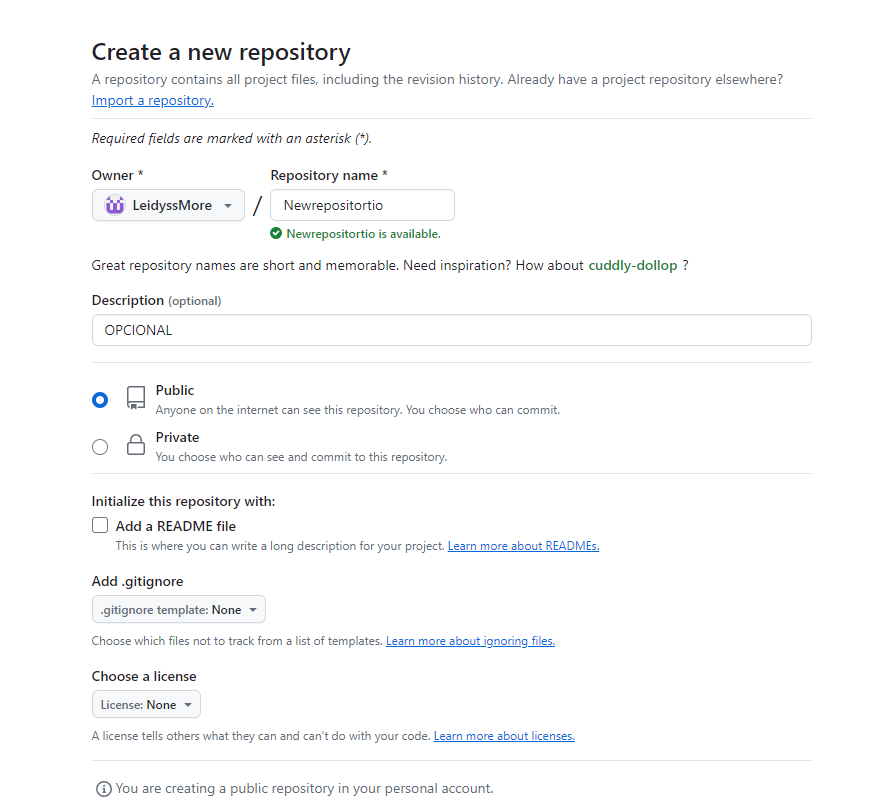 Create a new repository
A repository contains all project files, including the revision history. Already have a project repository elsewhere?
Import a repository.
Required fields are marked with an asterisk (*).
Owner *
Repository name *
LeidyssMore
/
Newrepositortio
Newrepositortio is available.
Great repository names are short and memorable. Need inspiration? How about cuddly-dollop ?
Description (optional)
OPCIONAL
Public
Anyone on the internet can see this repository. You choose who can commit.
Private
You choose who can see and commit to this repository.
Initialize this repository with:
Add a README file
This is where you can write a long description for your project. Learn more about READMEs.
Add .gitignore
.gitignore template: None
Choose which files not to track from a list of templates. Learn more about ignoring files.
Choose a license
License: None
A license tells others what they can and can't do with your code. Learn more about licenses.
You are creating a public repository in your personal account.